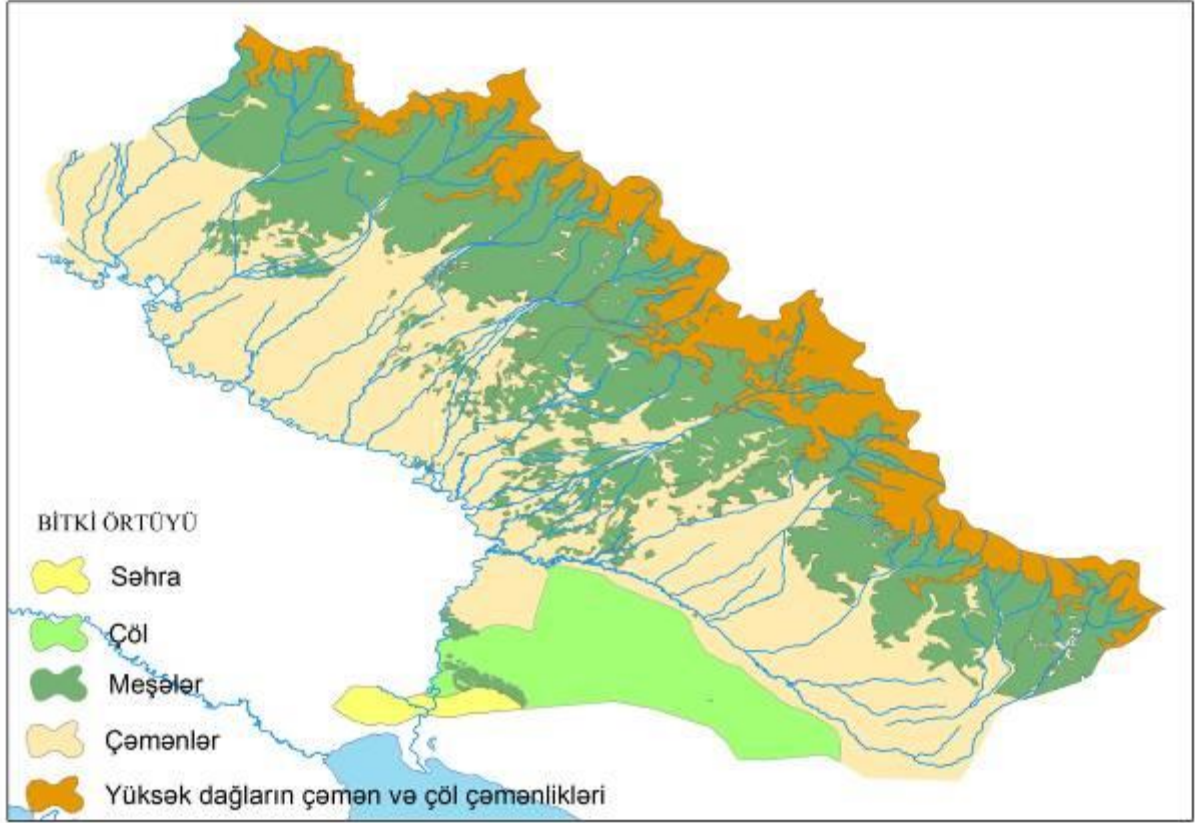 BİTKİ ÖRTÜYÜ
Səhra
Çöl
Meşələr
Çəmənlər
Yüksək dağların çəmən və çöl çəmənlikləri